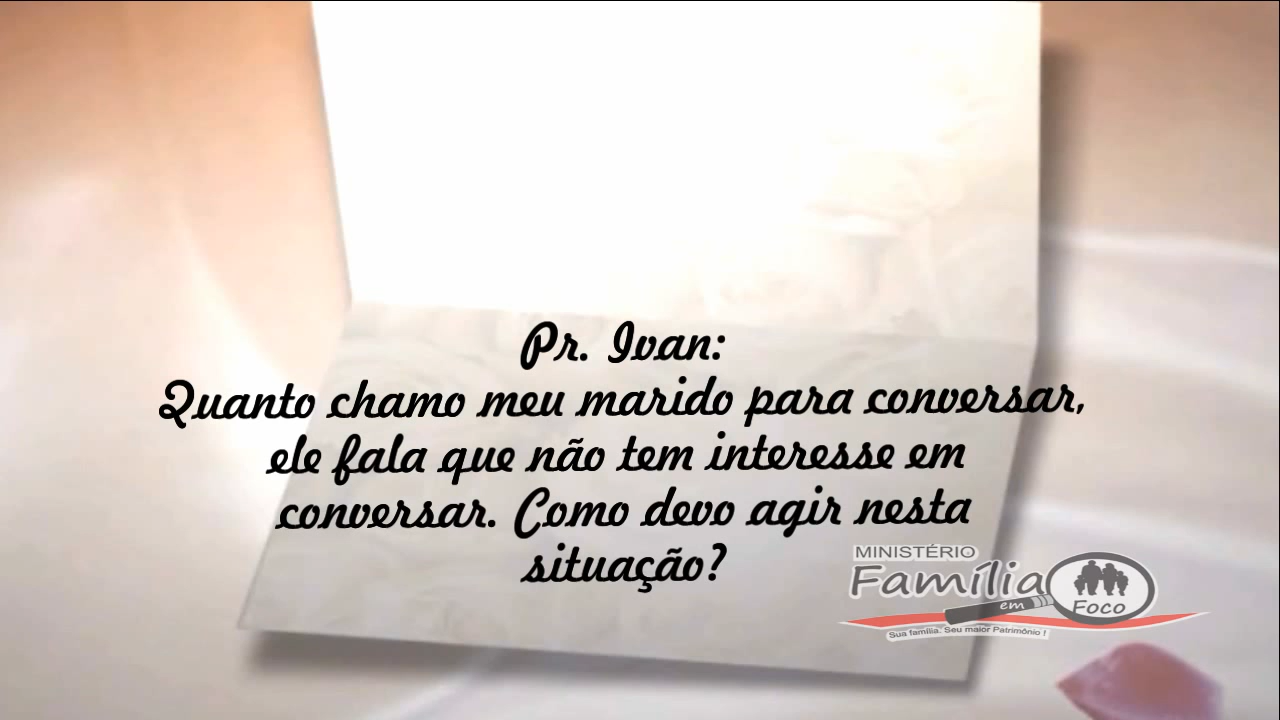 Pr. Ivan:
Quanto chamo meu marido para conversar,
ele fala que não tem interesse em
conversar. Como devo agir nesta
situação?
MINISTÉRIO
Família
em
Foco
Sua família. Seu maior Patrimônio !